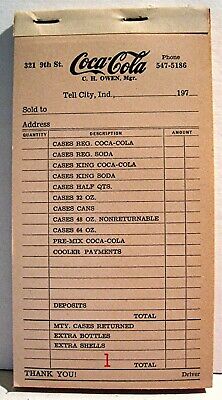 321 9th St. Coca-Cola Phone
C. H. OWEN, Mgr. 547-5186
Tell City, Ind., 197
Sold to
Address
QUANTITY DESCRIPTION AMOUNT
CASES REG. COCA-COLA
CASES REG. SODA
CASES KING COCA-COLA
CASES KING SODA
CASES HALF QTS.
CASES 32 OZ.
CASES CANS
CASES 48 OZ. NONRETURNABLE
CASES 64 OZ.
PRE-MIX COCA-COLA
COOLER PAYMENTS
DEPOSITS
TOTAL
MTY. CASES RETURNED
EXTRA BOTTLES
EXTRA SHELLS
1 TOTAL
THANK YOU! Driver